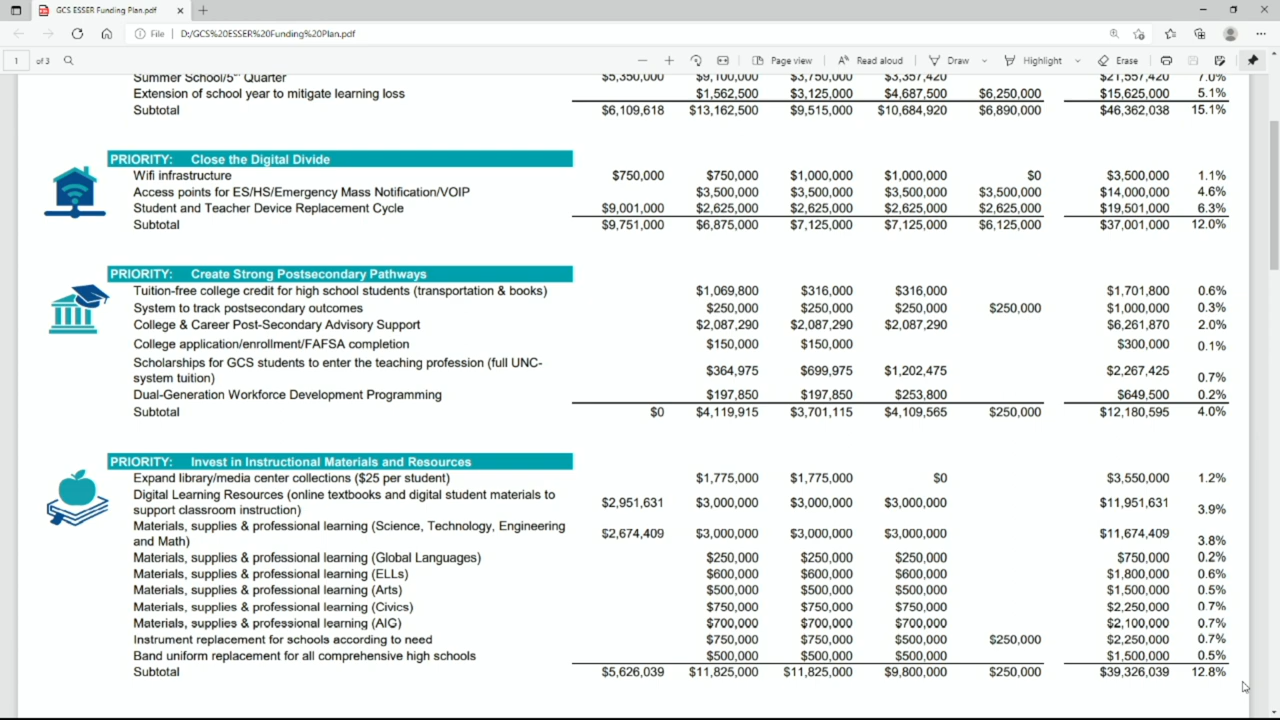 GCS ESSER Funding Plan.pdf
File D:/GCS%20ESSER%20Funding%20Plan.pdf
1 of 3 Page view Read aloud Draw Highlight Erase
Summer School/5th Quarter $5,350,000 $9,100,000 $3,750,000 $3,357,420 $21,557,420 7.0%
Extension of school year to mitigate learning loss $1,562,500 $3,125,000 $4,687,500 $6,250,000 $15,625,000 5.1%
Subtotal $6,109,618 $13,162,500 $9,515,000 $10,684,920 $6,890,000 $46,362,038 15.1%
PRIORITY: Close the Digital Divide
Wifi infrastructure $750,000 $750,000 $1,000,000 $1,000,000 $0 $3,500,000 1.1%
Access points for ES/HS/Emergency Mass Notification/VOIP $3,500,000 $3,500,000 $3,500,000 $3,500,000 $14,000,000 4.6%
Student and Teacher Device Replacement Cycle $9,001,000 $2,625,000 $2,625,000 $2,625,000 $2,625,000 $19,501,000 6.3%
Subtotal $9,751,000 $6,875,000 $7,125,000 $7,125,000 $6,125,000 $37,001,000 12.0%
PRIORITY: Create Strong Postsecondary Pathways
Tuition-free college credit for high school students (transportation & books) $1,069,800 $316,000 $316,000 $1,701,800 0.6%
System to track postsecondary outcomes $250,000 $250,000 $250,000 $250,000 $1,000,000 0.3%
College & Career Post-Secondary Advisory Support $2,087,290 $2,087,290 $2,087,290 $6,261,870 2.0%
College application/enrollment/FAFSA completion $150,000 $150,000 $300,000 0.1%
Scholarships for GCS students to enter the teaching profession (full UNC-
system tuition) $364,975 $699,975 $1,202,475 $2,267,425 0.7%
Dual-Generation Workforce Development Programming $197,850 $197,850 $253,800 $649,500 0.2%
Subtotal $0 $4,119,915 $3,701,115 $4,109,565 $250,000 $12,180,595 4.0%
PRIORITY: Invest in Instructional Materials and Resources
Expand library/media center collections ($25 per student) $1,775,000 $1,775,000 $0 $3,550,000 1.2%
Digital Learning Resources (online textbooks and digital student materials to
support classroom instruction) $2,951,631 $3,000,000 $3,000,000 $3,000,000 $11,951,631 3.9%
Materials, supplies & professional learning (Science, Technology, Engineering
and Math) $2,674,409 $3,000,000 $3,000,000 $3,000,000 $11,674,409 3.8%
Materials, supplies & professional learning (Global Languages) $250,000 $250,000 $250,000 $750,000 0.2%
Materials, supplies & professional learning (ELLs) $600,000 $600,000 $600,000 $1,800,000 0.6%
Materials, supplies & professional learning (Arts) $500,000 $500,000 $500,000 $1,500,000 0.5%
Materials, supplies & professional learning (Civics) $750,000 $750,000 $750,000 $2,250,000 0.7%
Materials, supplies & professional learning (AIG) $700,000 $700,000 $700,000 $2,100,000 0.7%
Instrument replacement for schools according to need $750,000 $750,000 $500,000 $250,000 $2,250,000 0.7%
Band uniform replacement for all comprehensive high schools $500,000 $500,000 $500,000 $1,500,000 0.5%
Subtotal $5,626,039 $11,825,000 $11,825,000 $9,800,000 $250,000 $39,326,039 12.8%